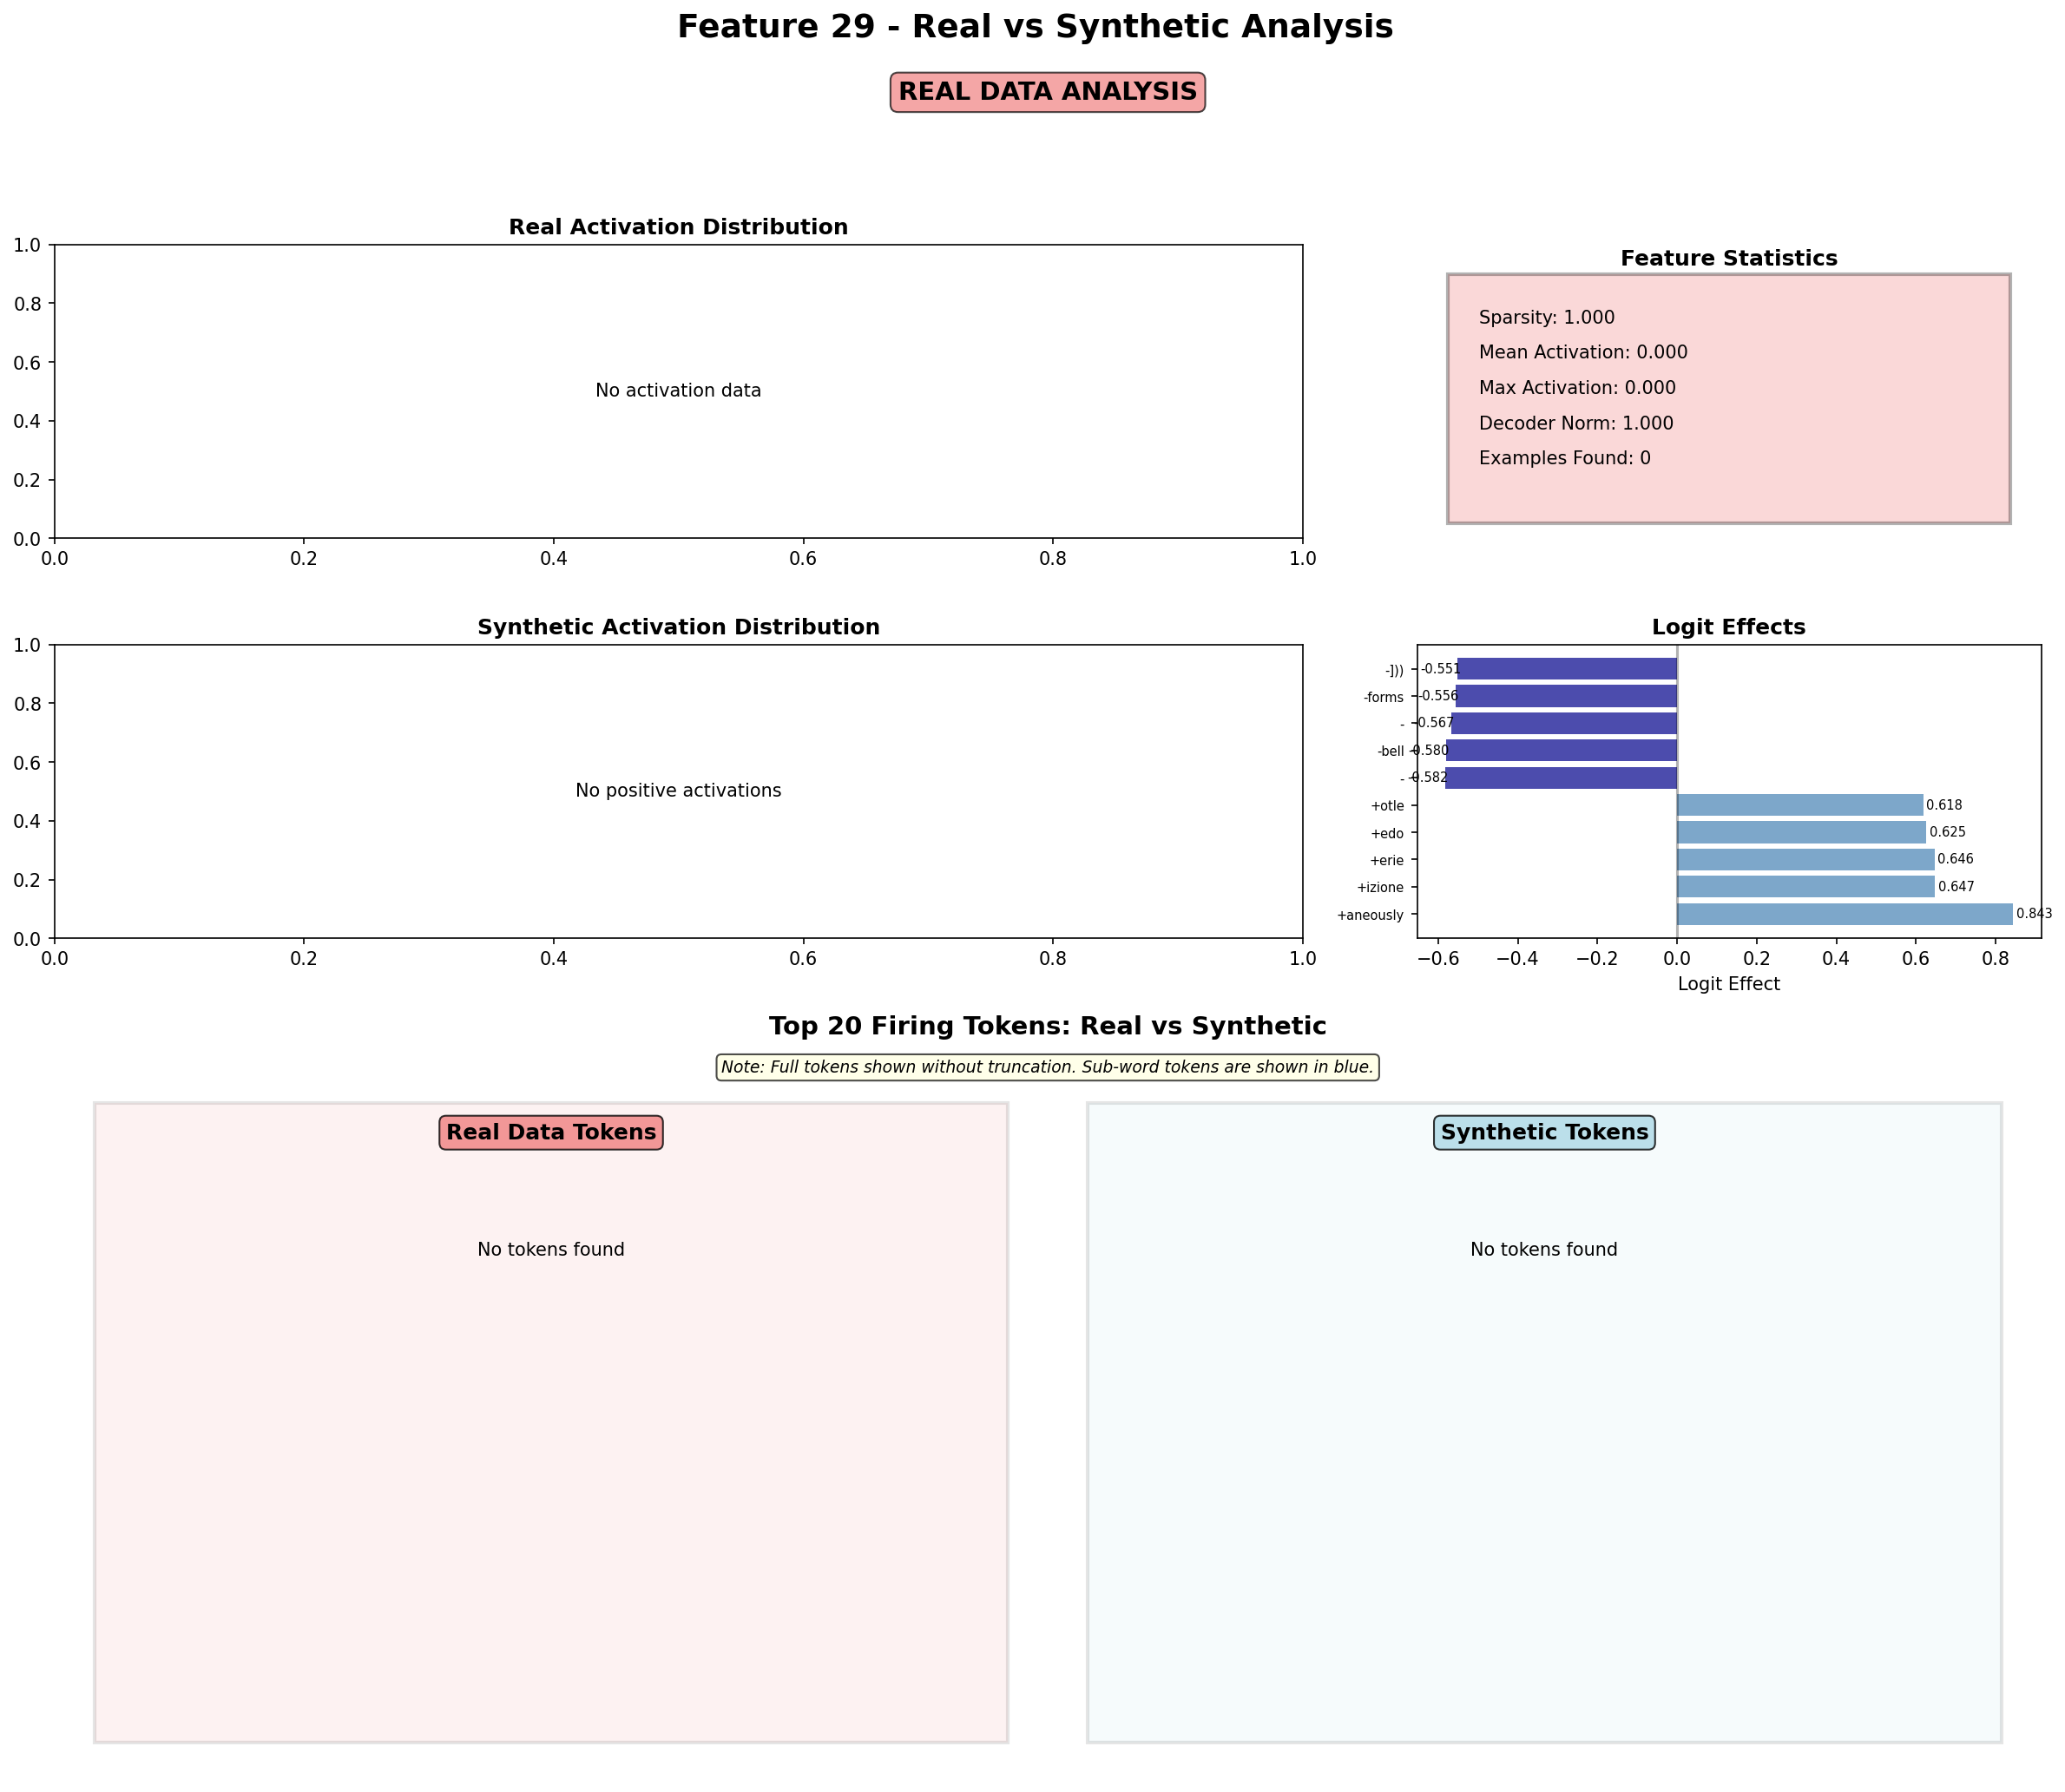 Feature 29 - Real vs Synthetic Analysis
REAL DATA ANALYSIS
Real Activation Distribution
1.0
0.8
0.6
0.4
0.2
0.0
No activation data
0.0 0.2 0.4 0.6 0.8 1.0
Feature Statistics
Sparsity: 1.000
Mean Activation: 0.000
Max Activation: 0.000
Decoder Norm: 1.000
Examples Found: 0
Synthetic Activation Distribution
1.0
0.8
0.6
0.4
0.2
0.0
No positive activations
0.0 0.2 0.4 0.6 0.8 1.0
Logit Effects
-])) -0.551
-forms -0.556
- -0.567
-bell -0.580
- -0.582
+otle 0.618
+edo 0.625
+erie 0.646
+izione 0.647
+aneously 0.843
−0.6 −0.4 −0.2 0.0 0.2 0.4 0.6 0.8
Logit Effect
Top 20 Firing Tokens: Real vs Synthetic
Note: Full tokens shown without truncation. Sub-word tokens are shown in blue.
Real Data Tokens
No tokens found
Synthetic Tokens
No tokens found